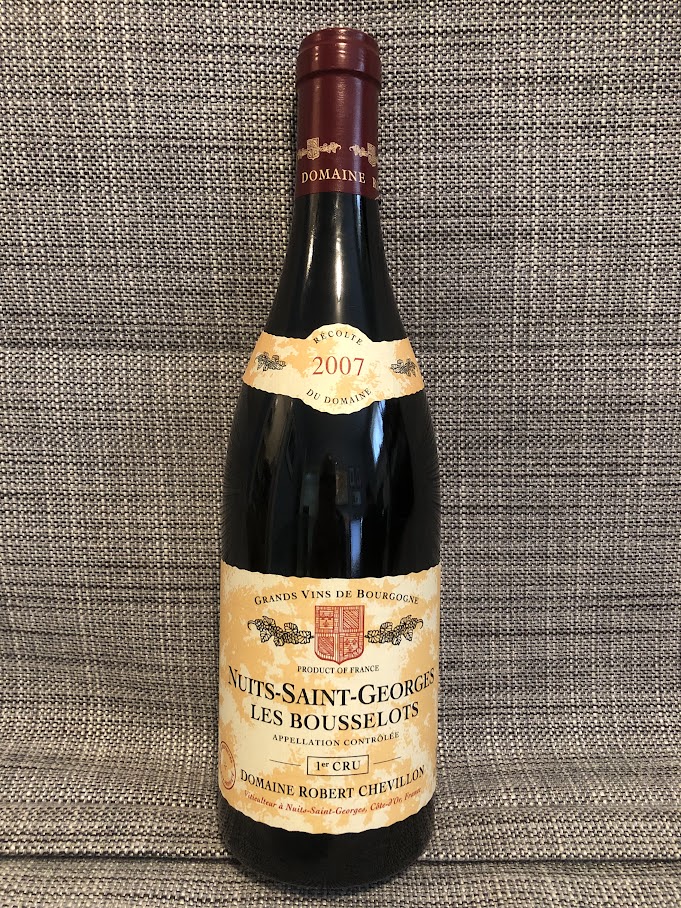 DOMAINE R
RÉCOLTE
2007
DU DOMAINE
GRANDS VINS DE BOURGOGNE
PRODUCT OF FRANCE
NUITS-SAINT-GEORGES
LES BOUSSELOTS
APPELLATION CONTRÔLÉE
1er CRU
DOMAINE ROBERT CHEVILLON
Viticulteur à Nuits-Saint-Georges, Côte-d'Or, France